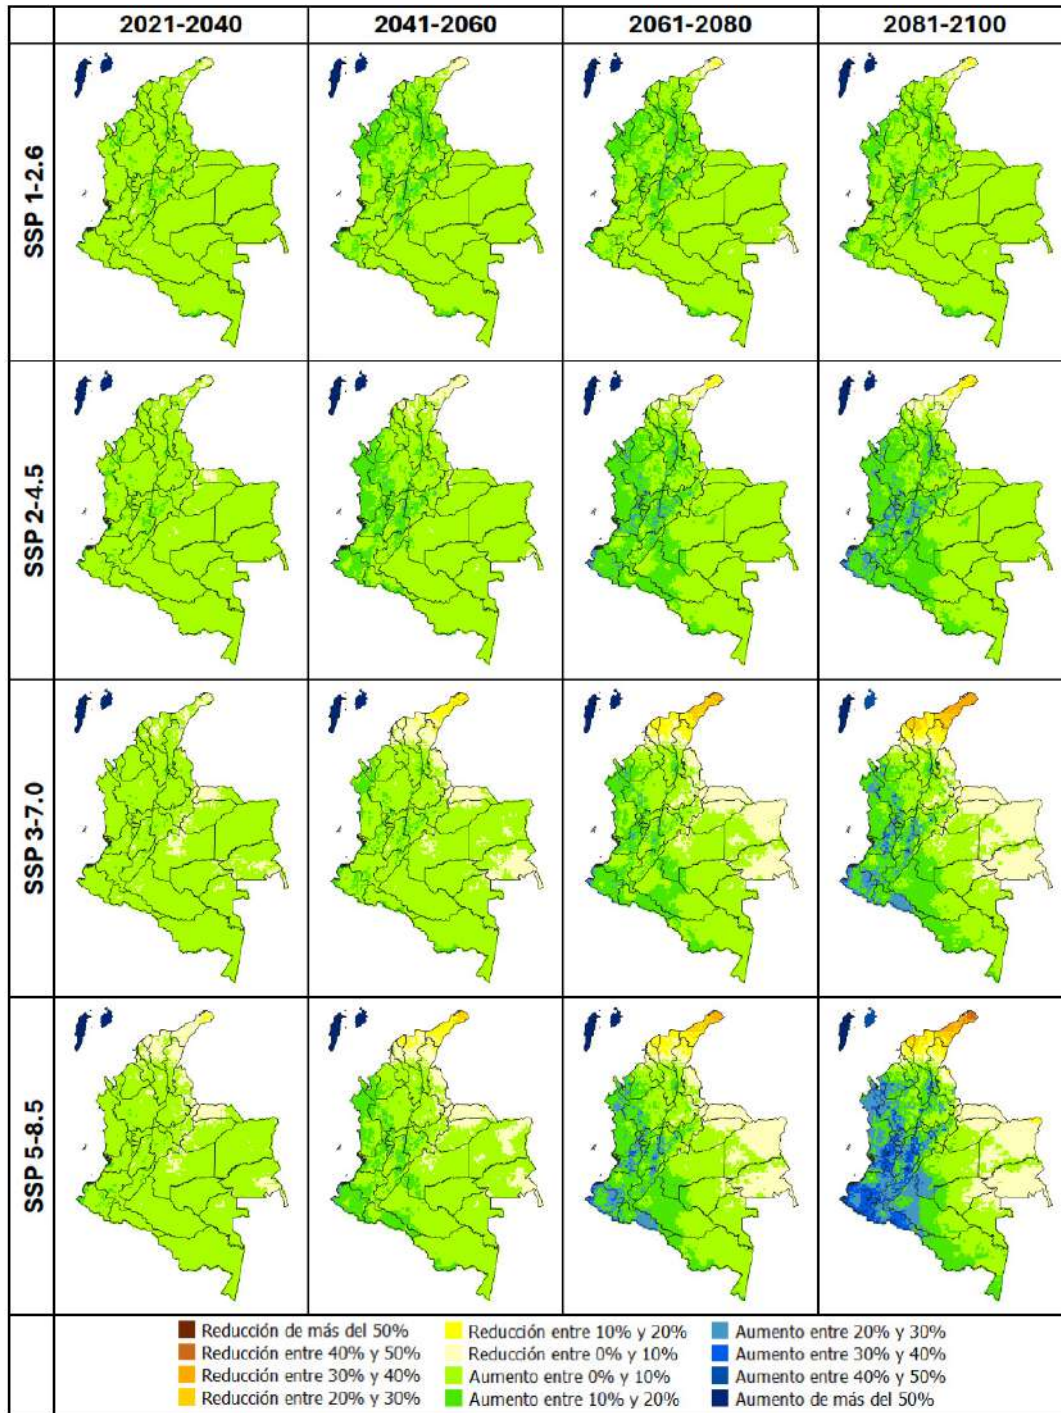 2021-2040 2041-2060 2061-2080 2081-2100
SSP 1-2.6
SSP 2-4.5
SSP 3-7.0
SSP 5-8.5
Reducción de más del 50% Reducción entre 10% y 20% Aumento entre 20% y 30%
Reducción entre 40% y 50% Reducción entre 0% y 10% Aumento entre 30% y 40%
Reducción entre 30% y 40% Aumento entre 0% y 10% Aumento entre 40% y 50%
Reducción entre 20% y 30% Aumento entre 10% y 20% Aumento de más del 50%